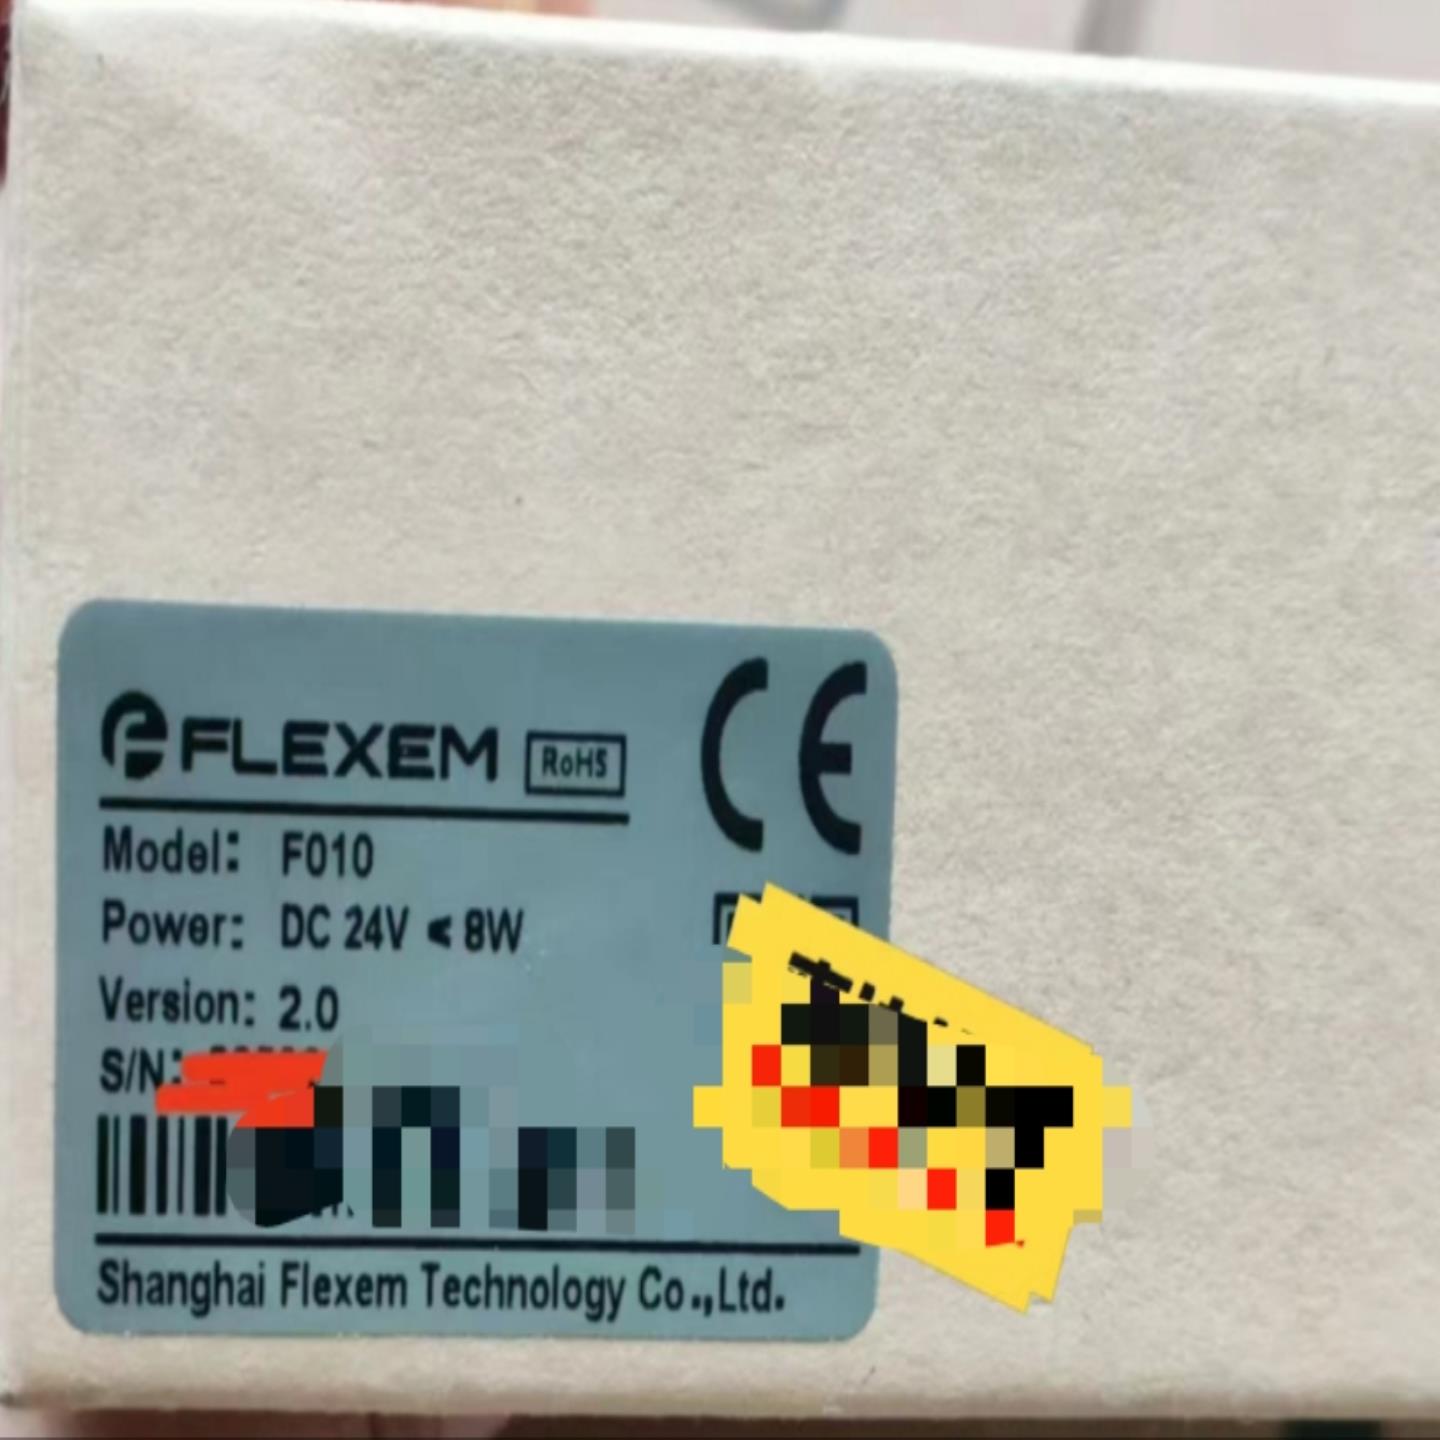 FLEXEM RoHS CE
Model: F010
Power: DC 24V < 8W
Version: 2.0
S/N:
Shanghai Flexem Technology Co.,Ltd.